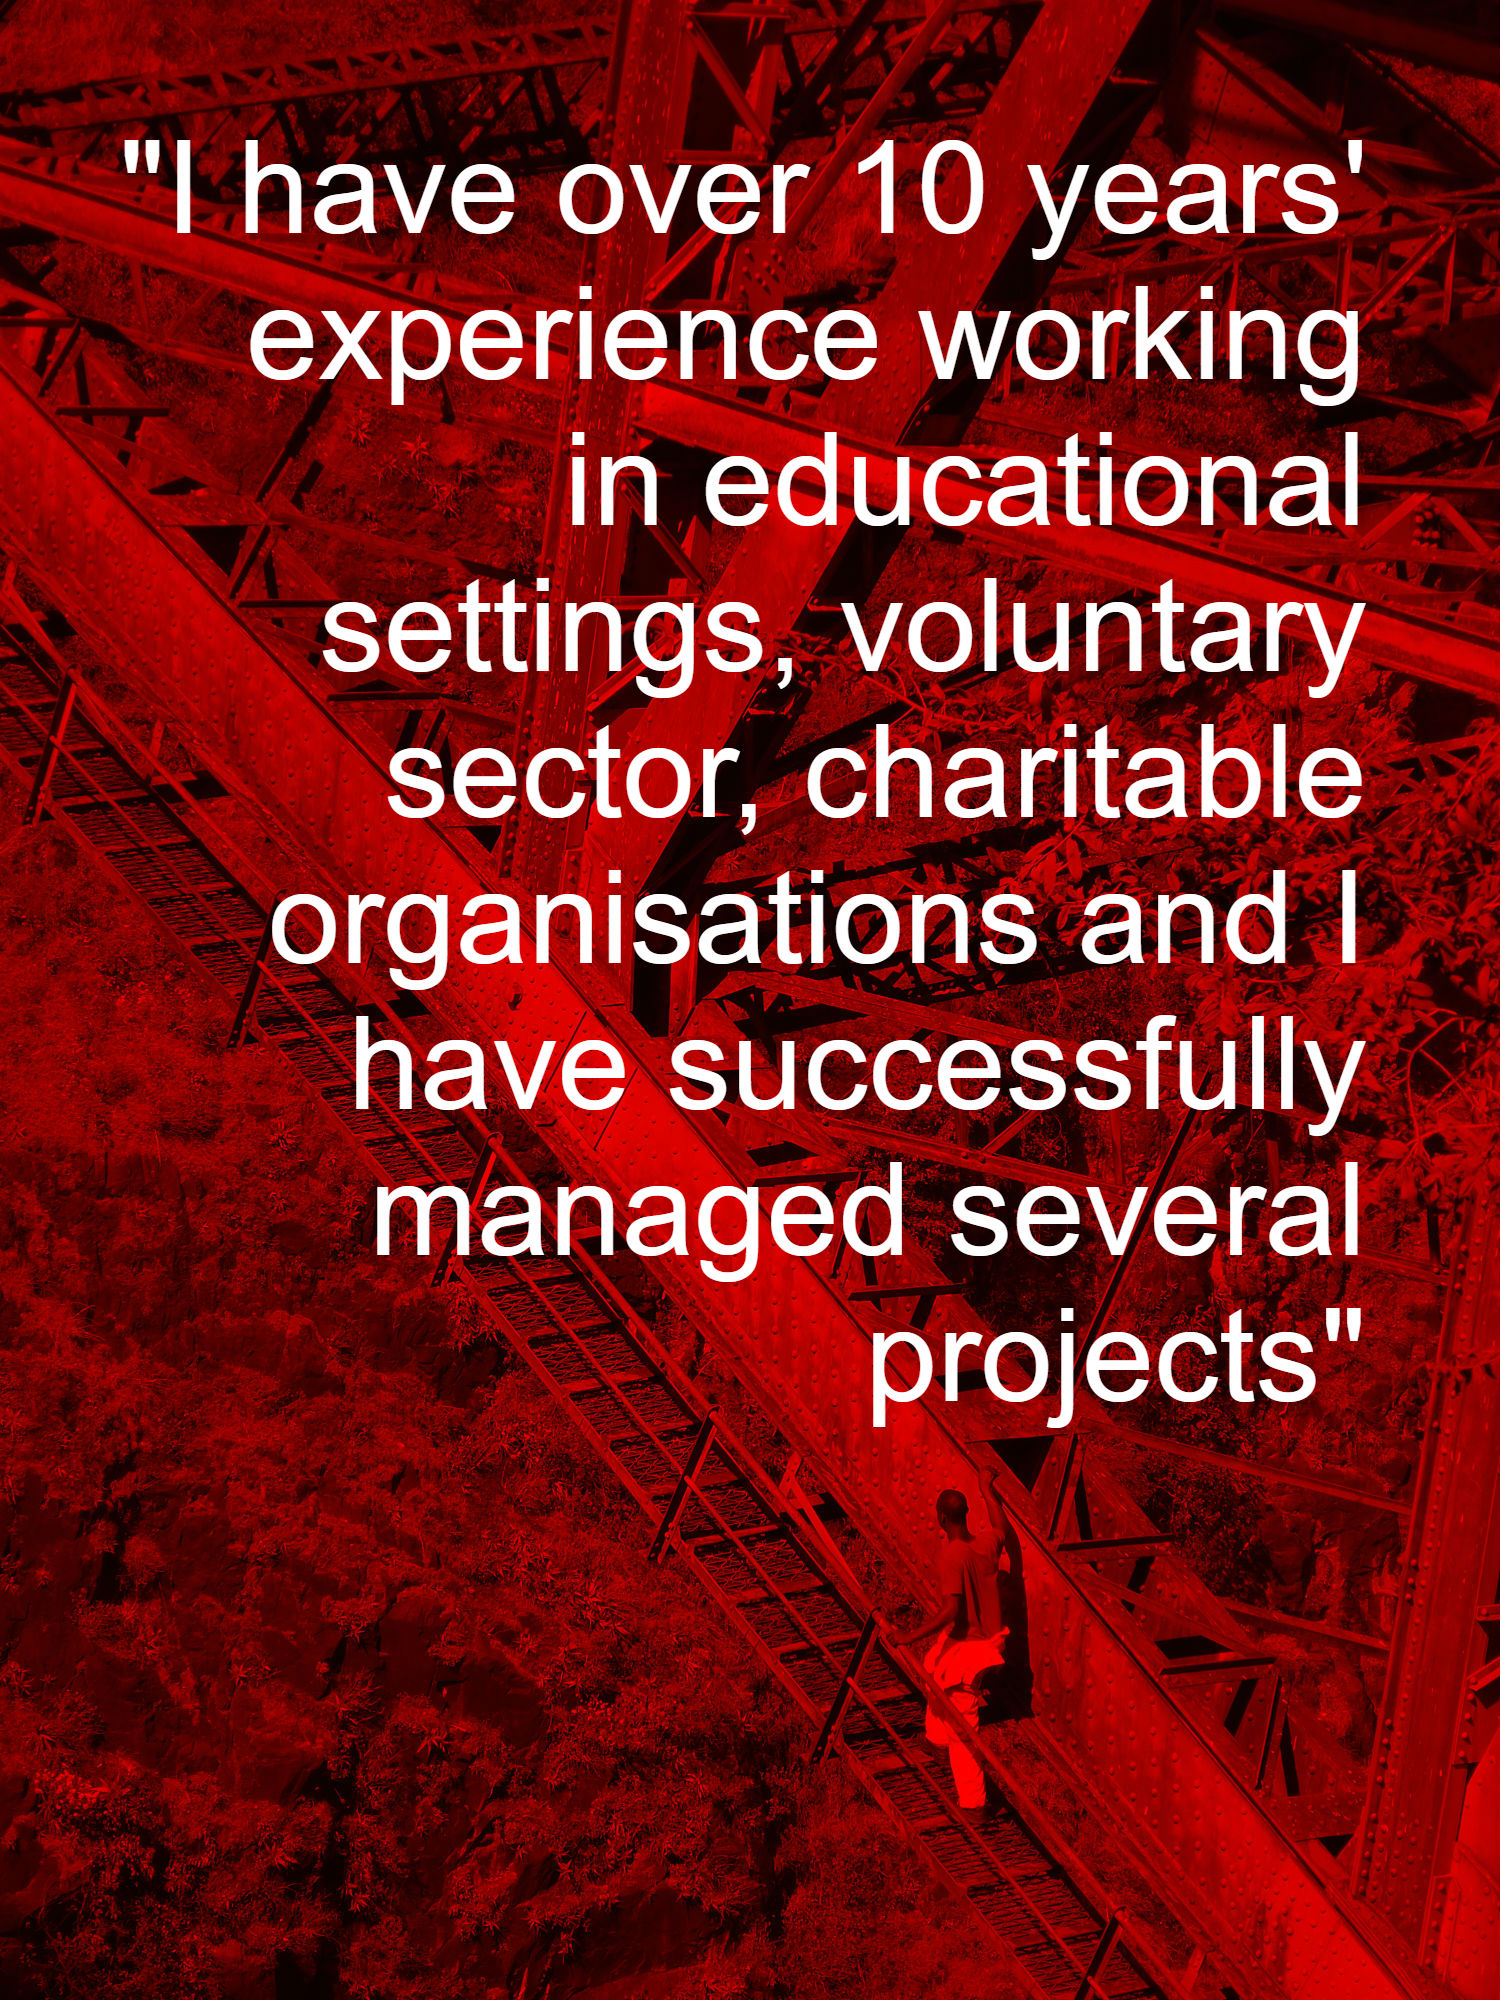 "I have over 10 years'
experience working
in educational
settings, voluntary
sector, charitable
organisations and I
have successfully
managed several
projects"